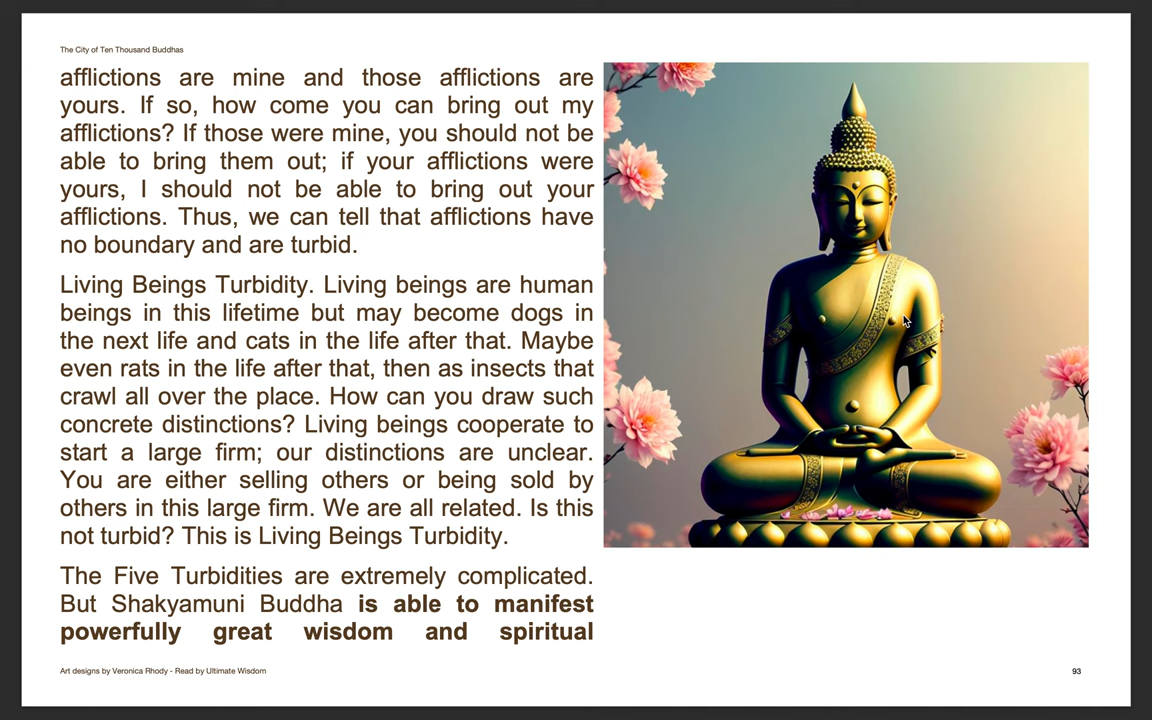 The City of Ten Thousand Buddhas
afflictions are mine and those afflictions are
yours. If so, how come you can bring out my
afflictions? If those were mine, you should not be
able to bring them out; if your afflictions were
yours, I should not be able to bring out your
afflictions. Thus, we can tell that afflictions have
no boundary and are turbid.
Living Beings Turbidity. Living beings are human
beings in this lifetime but may become dogs in
the next life and cats in the life after that. Maybe
even rats in the life after that, then as insects that
crawl all over the place. How can you draw such
concrete distinctions? Living beings cooperate to
start a large firm; our distinctions are unclear.
You are either selling others or being sold by
others in this large firm. We are all related. Is this
not turbid? This is Living Beings Turbidity.
The Five Turbidities are extremely complicated.
But Shakyamuni Buddha is able to manifest
powerfully great wisdom and spiritual
Art designs by Veronica Rhody - Read by Ultimate Wisdom
93